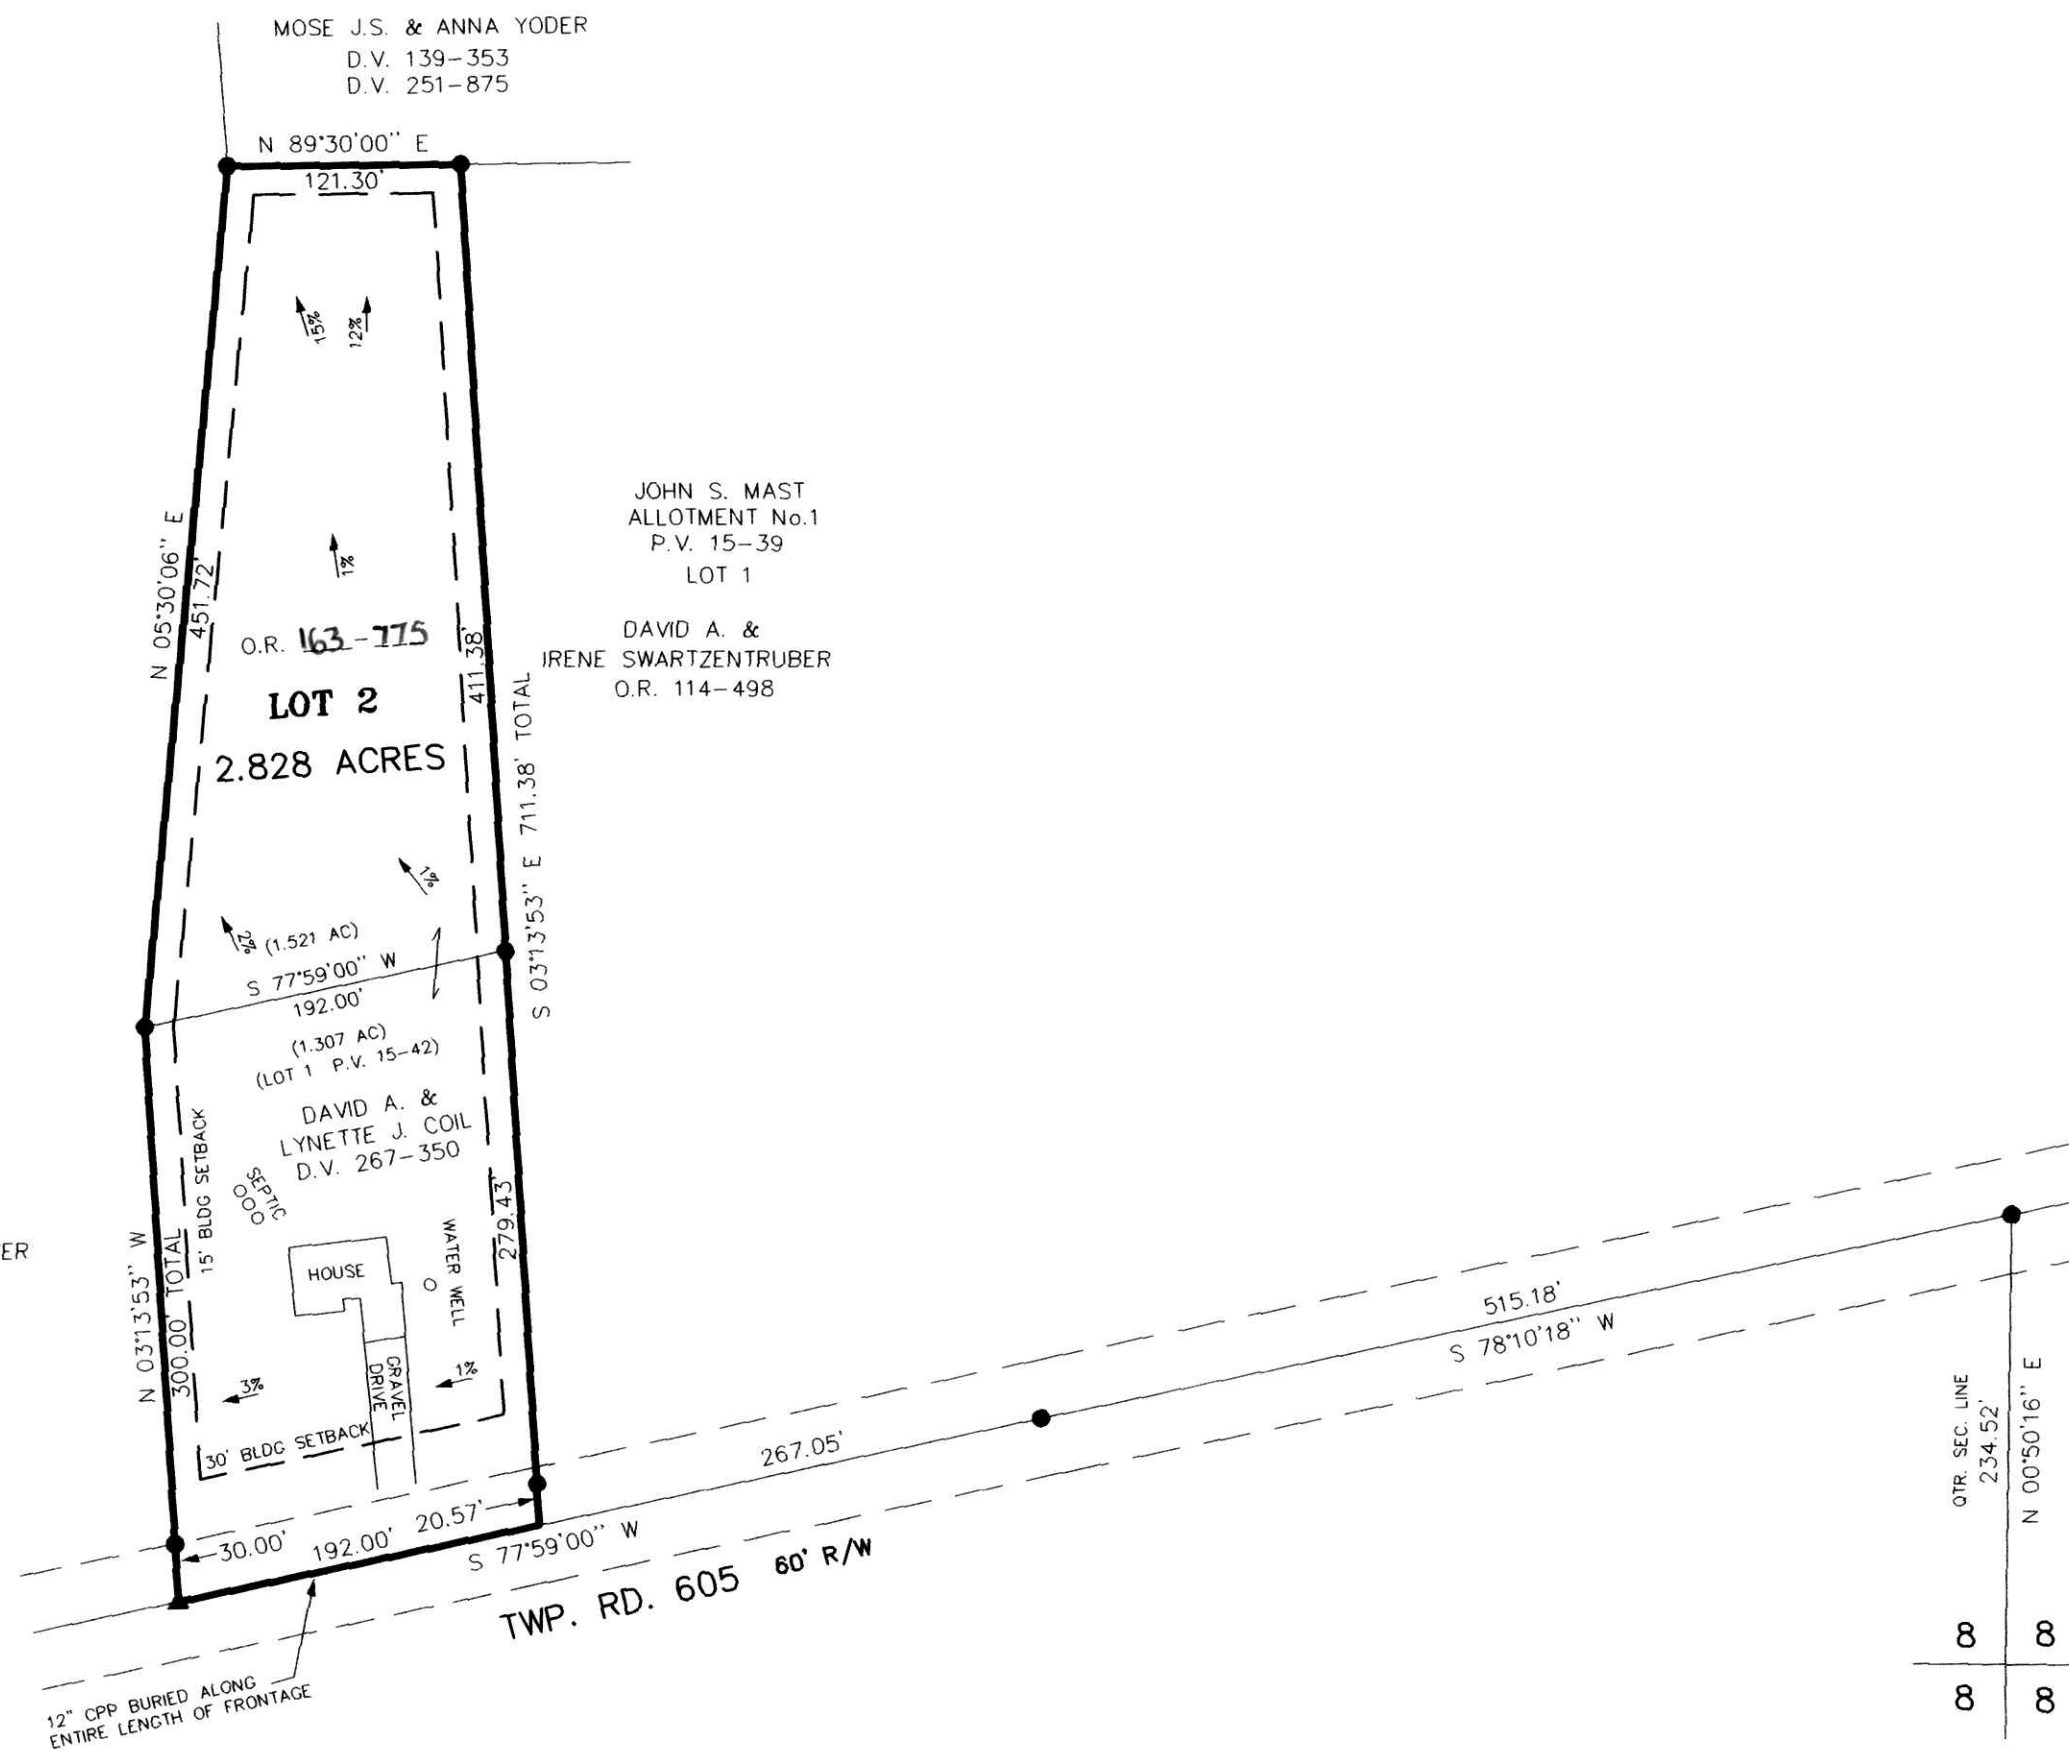 MOSE J.S. & ANNA YODER
D.V. 139-353
D.V. 251-875
N 89°30'00'' E
121.30'
15%
12%
N 05°30'06'' E
451.72'
1%
O.R. 163-775
LOT 2
2.828 ACRES
411.38'
S 03°13'53'' E 711.38' TOTAL
JOHN S. MAST
ALLOTMENT No.1
P.V. 15-39
LOT 1
DAVID A. &
IRENE SWARTZENTRUBER
O.R. 114-498
1%
2%
(1.521 AC)
S 77°59'00'' W
192.00'
(1.307 AC)
(LOT 1 P.V. 15-42)
DAVID A. &
LYNETTE J. COIL
D.V. 267-350
N 03°13'53'' W
300.00' TOTAL
15' BLDG SETBACK
SEPTIC
279.43'
WATER WELL
HOUSE
ER
GRAVEL
DRIVE
3%
1%
30' BLDG SETBACK
30.00'
192.00'
20.57'
S 77°59'00'' W
267.05'
515.18'
S 78°10'18'' W
TWP. RD. 605 60' R/W
QTR. SEC. LINE
234.52'
N 00°50'16'' E
8 8
8 8
12" CPP BURIED ALONG
ENTIRE LENGTH OF FRONTAGE